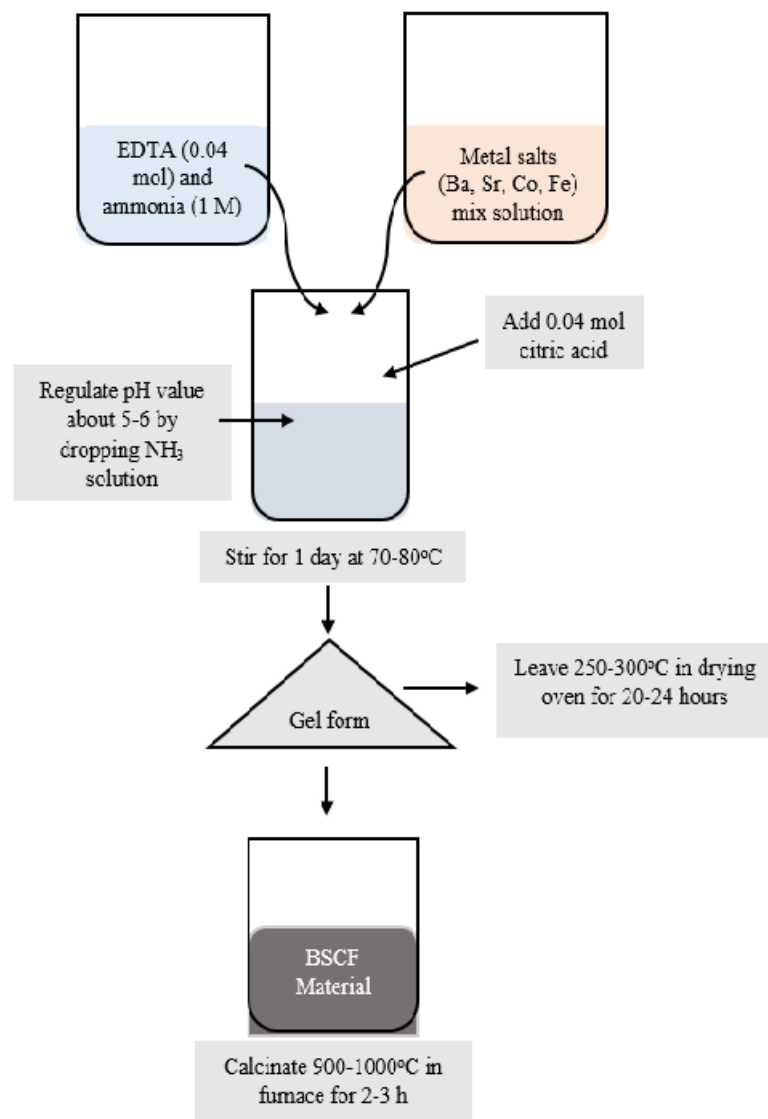 EDTA (0.04
mol) and
ammonia (1 M)
Metal salts
(Ba, Sr, Co, Fe)
mix solution
Add 0.04 mol
citric acid
Regulate pH value
about 5-6 by
dropping NH₃
solution
Stir for 1 day at 70-80ºC
Gel form
Leave 250-300ºC in drying
oven for 20-24 hours
BSCF
Material
Calcinate 900-1000ºC in
furnace for 2-3 h